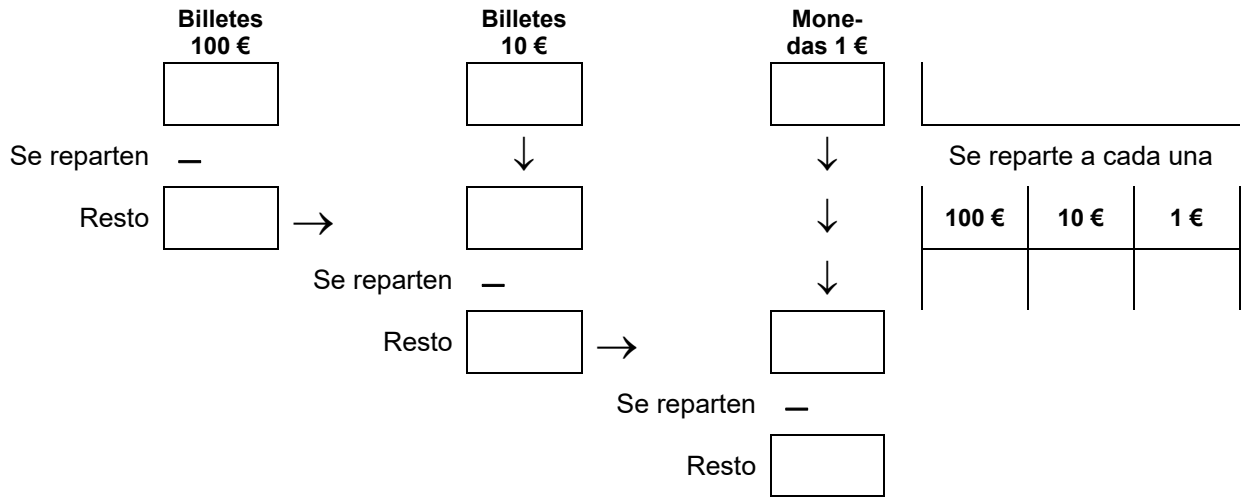 Billetes 100 €
Billetes 10 €
Mone-das 1 €
Se reparten –
↓
↓
Se reparte a cada una
Resto
→
↓
100 €
10 €
1 €
Se reparten –
↓
Resto
→
Se reparten –
Resto